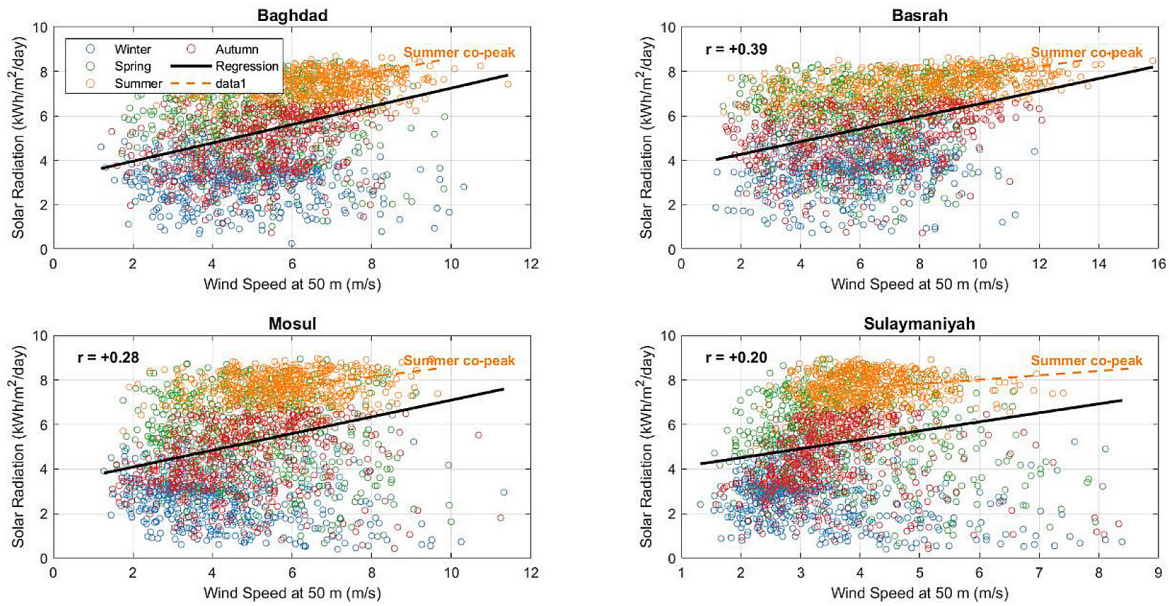 Baghdad
10
8
6
4
2
0
0 2 4 6 8 10 12
Solar Radiation (kWh/m²/day)
Wind Speed at 50 m (m/s)
Winter
Spring
Summer
Autumn
Regression
data1
Summer co-peak
Basrah
r = +0.39
Summer co-peak
10
8
6
4
2
0
0 2 4 6 8 10 12 14 16
Solar Radiation (kWh/m²/day)
Wind Speed at 50 m (m/s)
Mosul
r = +0.28
Summer co-peak
10
8
6
4
2
0
0 2 4 6 8 10 12
Solar Radiation (kWh/m²/day)
Wind Speed at 50 m (m/s)
Sulaymaniyah
r = +0.20
Summer co-peak
10
8
6
4
2
0
1 2 3 4 5 6 7 8 9
Solar Radiation (kWh/m²/day)
Wind Speed at 50 m (m/s)